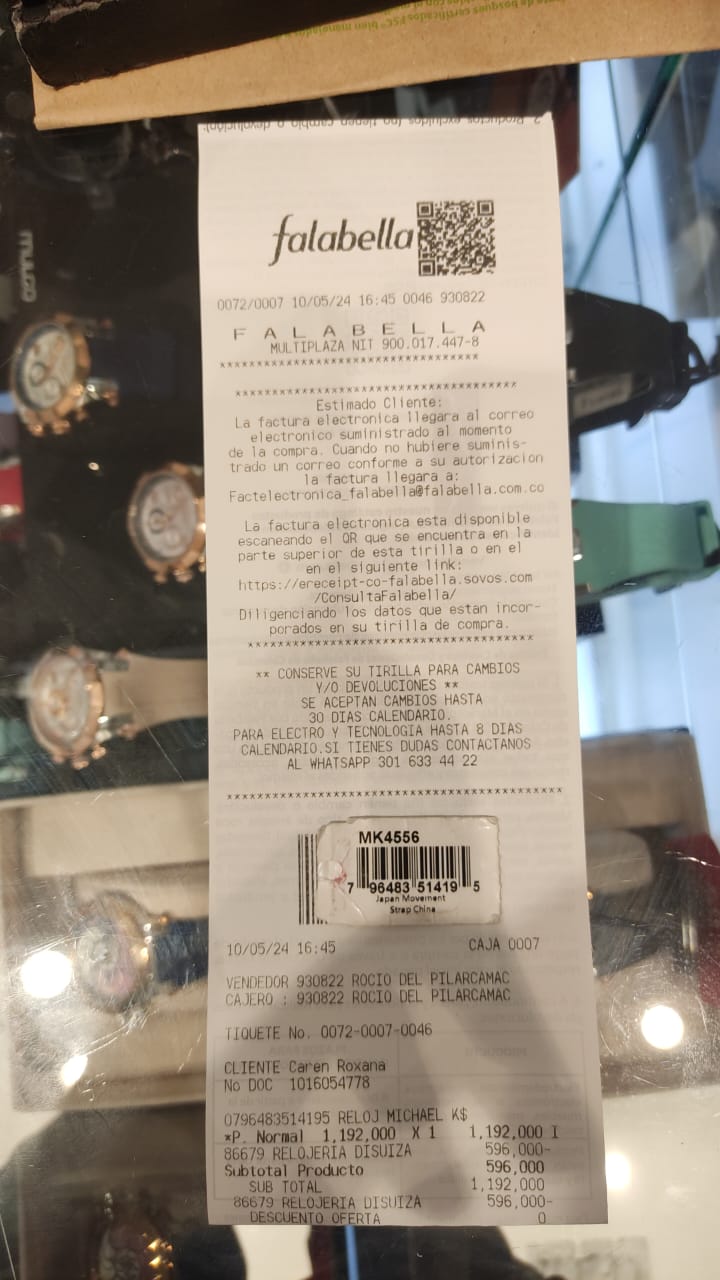 falabella
0072/0007 10/05/24 16:45 0046 930822
F A L A B E L L A
MULTIPLAZA NIT 900.017.447-8
***********************************
**************************************
Estimado Cliente:
La factura electronica llegara al correo
electronico suministrado al momento
de la compra. Cuando no hubiere suminis-
trado un correo conforme a su autorizacion
la factura llegara a:
Factelectronica_falabella@falabella.com.co
La factura electronica esta disponible
escaneando el QR que se encuentra en la
parte superior de esta tirilla o en el
en el siguiente link:
https://ereceipt-co-falabella.sovos.com
/ConsultaFalabella/
Diligenciando los datos que estan incor-
porados en su tirilla de compra.
**************************************
** CONSERVE SU TIRILLA PARA CAMBIOS
Y/O DEVOLUCIONES **
SE ACEPTAN CAMBIOS HASTA
30 DIAS CALENDARIO.
PARA ELECTRO Y TECNOLOGIA HASTA 8 DIAS
CALENDARIO.SI TIENES DUDAS CONTACTANOS
AL WHATSAPP 301 633 44 22
********************************************
MK4556
7 96483 51419 5
Japan Movement
Strap China
10/05/24 16:45 CAJA 0007
VENDEDOR 930822 ROCIO DEL PILARCAMAC
CAJERO : 930822 ROCIO DEL PILARCAMAC
TIQUETE No. 0072-0007-0046
CLIENTE Caren Roxana
No DOC 1016054778
0796483514195 RELOJ MICHAEL K$
*P. Normal 1,192,000 X 1 1,192,000 I
86679 RELOJERIA DISUIZA 596,000-
Subtotal Producto 596,000
SUB TOTAL 1,192,000
86679 RELOJERIA DISUIZA 596,000-
DESCUENTO OFERTA 0
2. Productos excluidos (no tienen cambio o devolución):
MULCO